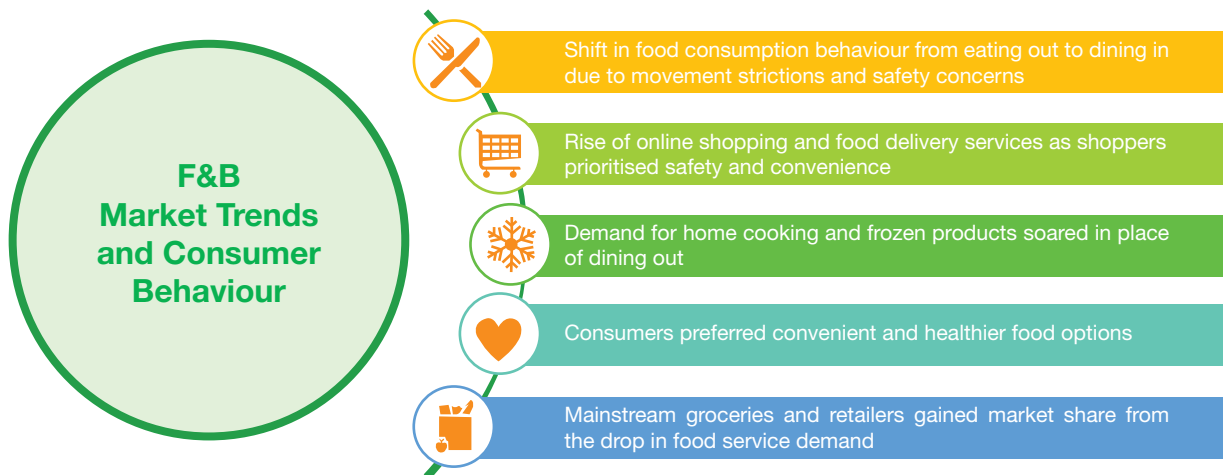 F&B
Market Trends
and Consumer
Behaviour
Shift in food consumption behaviour from eating out to dining in
due to movement strictions and safety concerns
Rise of online shopping and food delivery services as shoppers
prioritised safety and convenience
Demand for home cooking and frozen products soared in place
of dining out
Consumers preferred convenient and healthier food options
Mainstream groceries and retailers gained market share from
the drop in food service demand